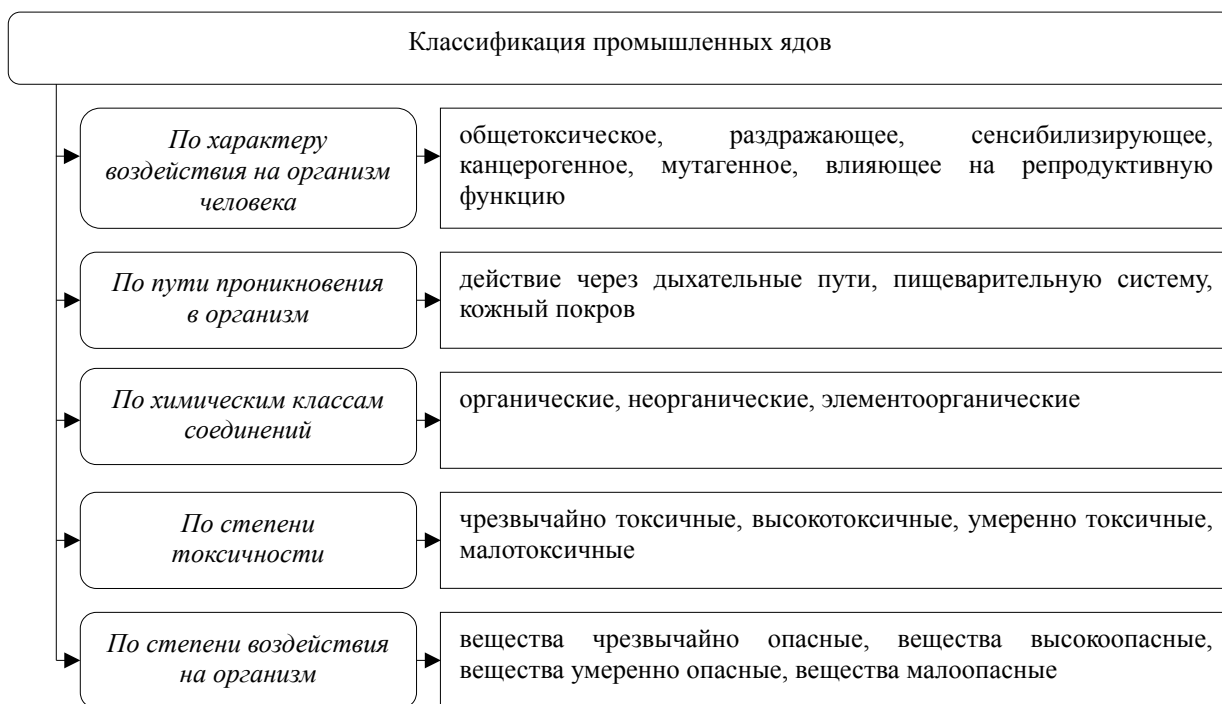 Классификация промышленных ядов
По характеру
воздействия на организм
человека
общетоксическое, раздражающее, сенсибилизирующее,
канцерогенное, мутагенное, влияющее на репродуктивную
функцию
По пути проникновения
в организм
действие через дыхательные пути, пищеварительную систему,
кожный покров
По химическим классам
соединений
органические, неорганические, элементоорганические
По степени
токсичности
чрезвычайно токсичные, высокотоксичные, умеренно токсичные,
малотоксичные
По степени воздействия
на организм
вещества чрезвычайно опасные, вещества высокоопасные,
вещества умеренно опасные, вещества малоопасные